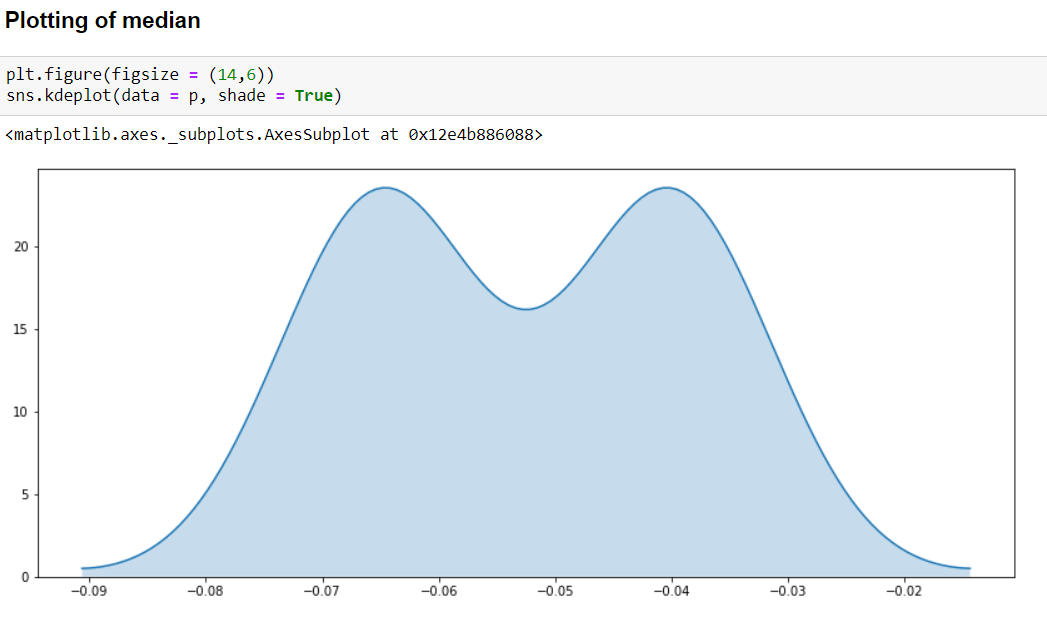 Plotting of median
plt.figure(figsize = (14,6))
sns.kdeplot(data = p, shade = True)
<matplotlib.axes._subplots.AxesSubplot at 0x12e4b886088>
20
15
10
5
0
−0.09 −0.08 −0.07 −0.06 −0.05 −0.04 −0.03 −0.02